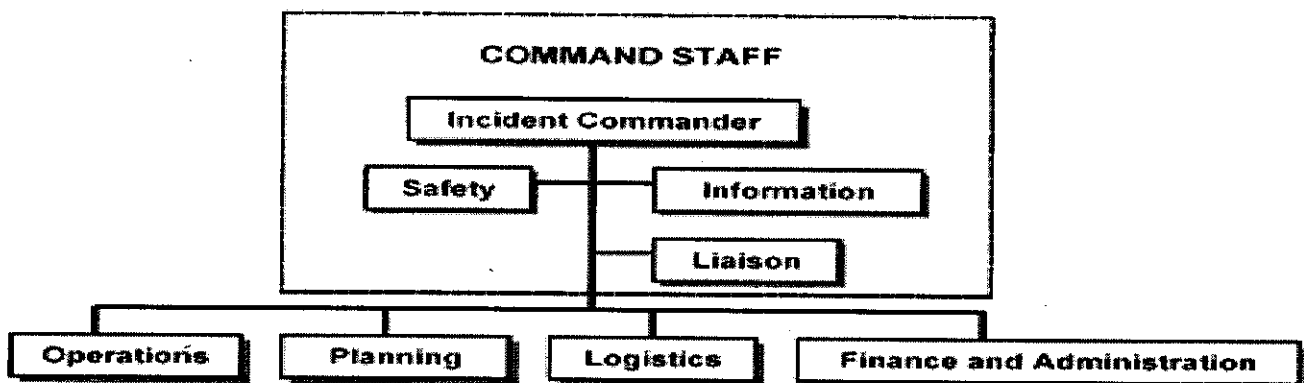 COMMAND STAFF
Incident Commander
Safety
Information
Liaison
Operations
Planning
Logistics
Finance and Administration